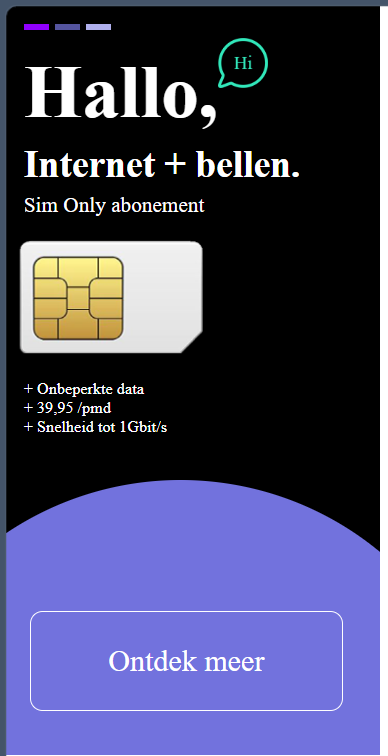 Hallo,
Hi
Internet + bellen.
Sim Only abonement
+ Onbeperkte data
+ 39,95 /pmd
+ Snelheid tot 1Gbit/s
Ontdek meer